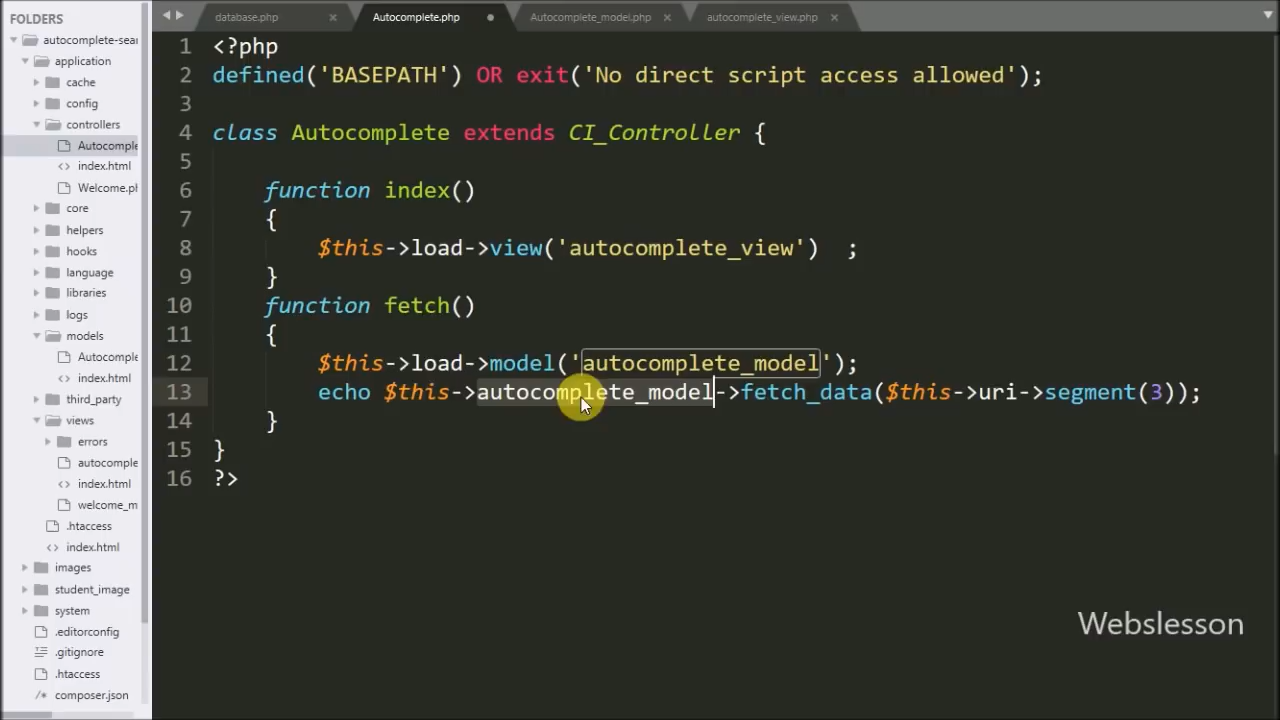 FOLDERS
autocomplete-sear
application
cache
config
controllers
Autocomple
index.html
Welcome.ph
core
helpers
hooks
language
libraries
logs
models
Autocomple
index.html
third_party
views
errors
autocomple
index.html
welcome_m
.htaccess
index.html
images
student_image
system
.editorconfig
.gitignore
.htaccess
composer.json
database.php
Autocomplete.php
Autocomplete_model.php
autocomplete_view.php
1 <?php
2 defined('BASEPATH') OR exit('No direct script access allowed');
3
4 class Autocomplete extends CI_Controller {
5
6 function index()
7 {
8 $this->load->view('autocomplete_view') ;
9 }
10 function fetch()
11 {
12 $this->load->model('autocomplete_model');
13 echo $this->autocomplete_model->fetch_data($this->uri->segment(3));
14 }
15 }
16 ?>
Webslesson